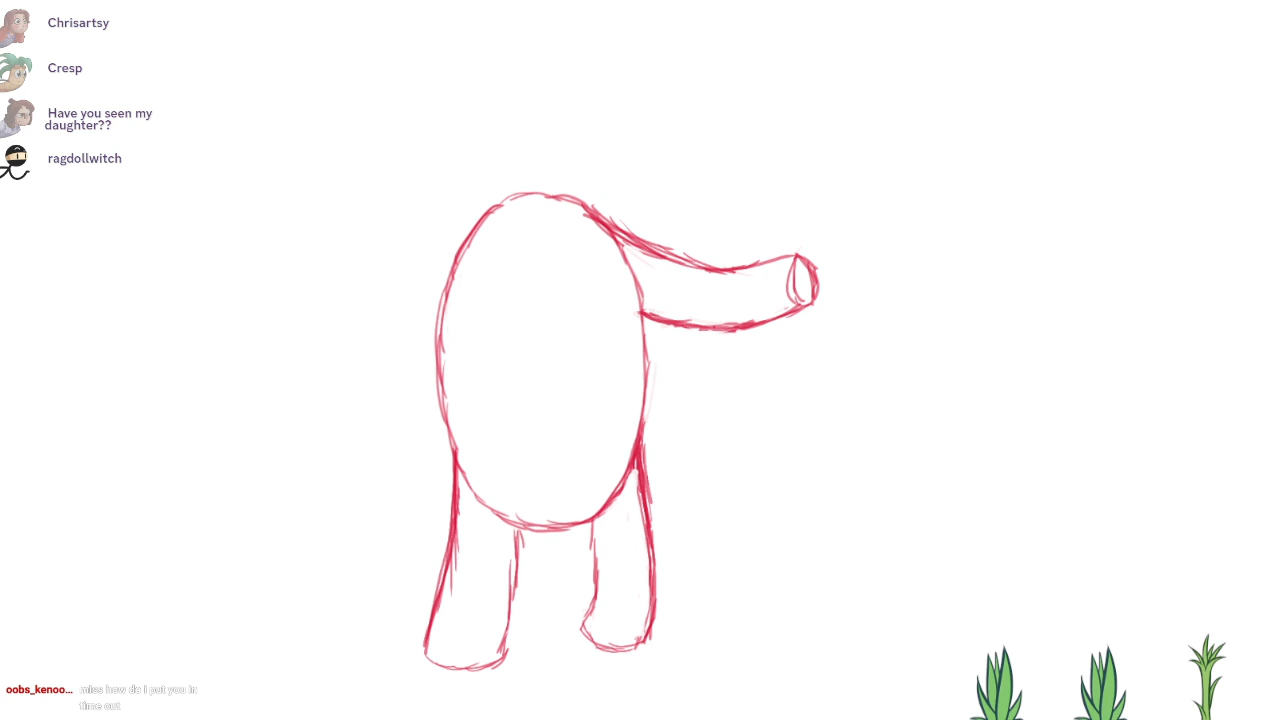 Chrisartsy
Cresp
Have you seen my
daughter??
ragdollwitch
oobs_kenoo... miss how do I put you in
time out